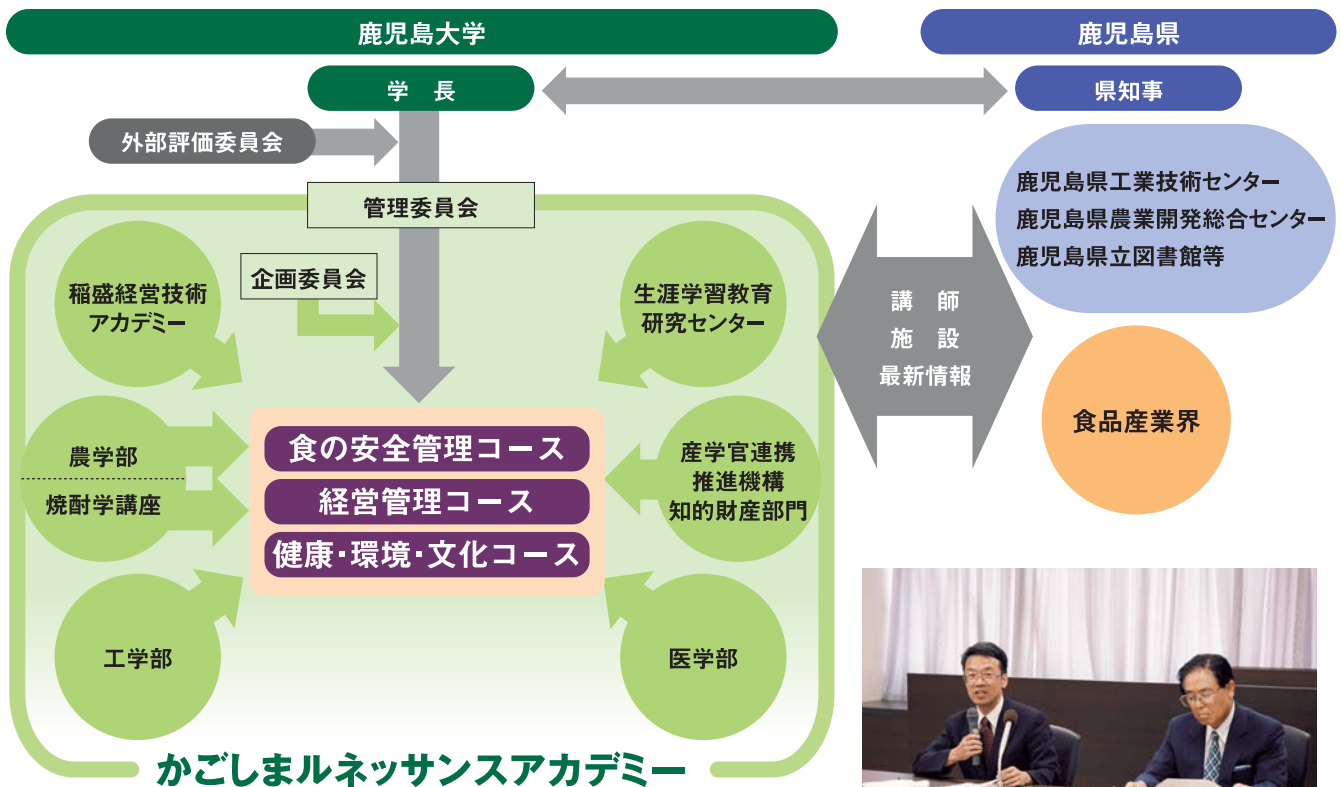 鹿児島大学
鹿児島県
学　長
県知事
外部評価委員会
管理委員会
企画委員会
稲盛経営技術
アカデミー
生涯学習教育
研究センター
農学部
焼酎学講座
産学官連携
推進機構
知的財産部門
食の安全管理コース
経営管理コース
健康・環境・文化コース
工学部
医学部
かごしまルネッサンスアカデミー
講　師
施　設
最新情報
鹿児島県工業技術センター
鹿児島県農業開発総合センター
鹿児島県立図書館等
食品産業界